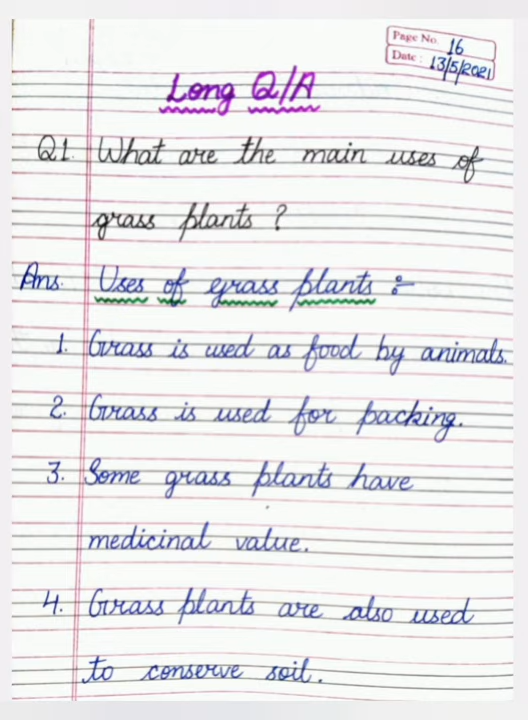 Page No. 16
Date : 13/5/2021
Long Q/A
Q1. What are the main uses of
grass plants ?
Ans. Uses of grass plants :-
1. Grass is used as food by animals.
2. Grass is used for packing.
3. Some grass plants have
medicinal value.
4. Grass plants are also used
to conserve soil.